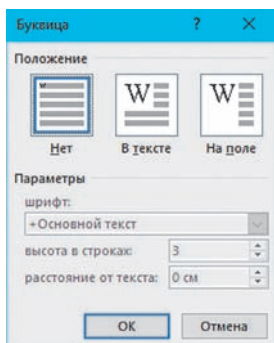 Буквица ? ×
Положение
W W W
Нет В тексте На поле
Параметры
шрифт:
+Основной текст
высота в строках: 3
расстояние от текста: 0 см
ОК Отмена